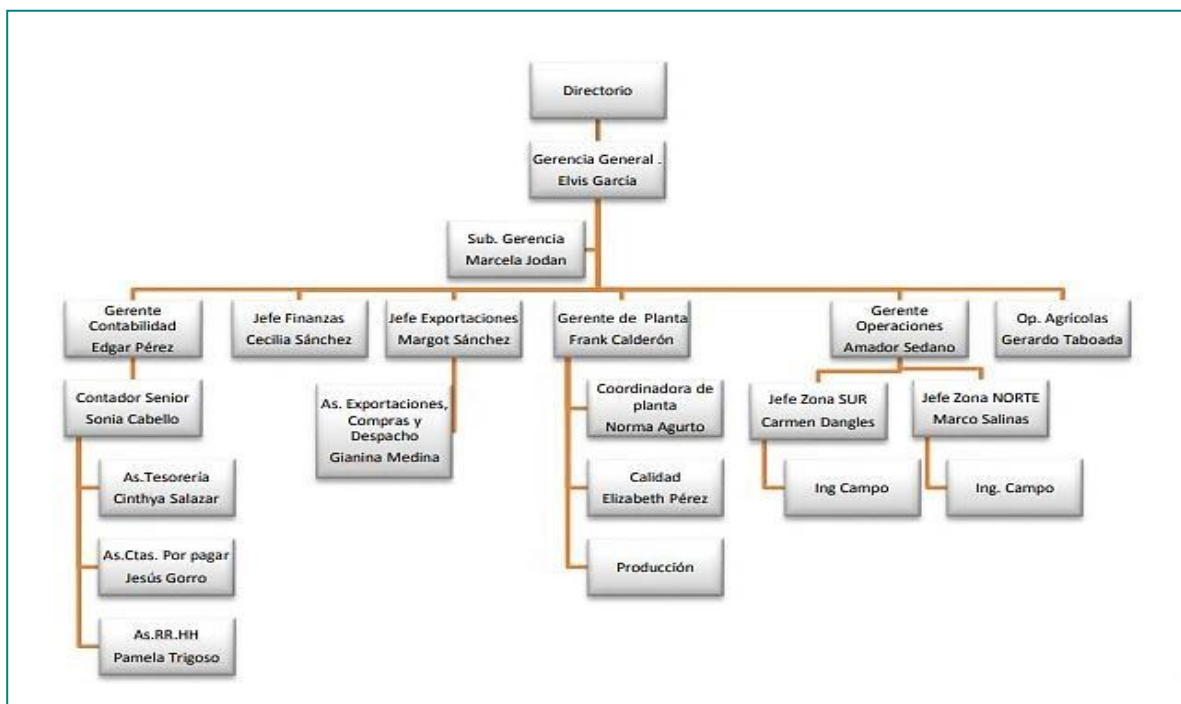 Directorio
Gerencia General .
Elvis García
Sub. Gerencia
Marcela Jodan
Gerente
Contabilidad
Edgar Pérez
Jefe Finanzas
Cecilia Sánchez
Jefe Exportaciones
Margot Sánchez
Gerente de Planta
Frank Calderón
Gerente
Operaciones
Amador Sedano
Op. Agrícolas
Gerardo Taboada
Contador Senior
Sonia Cabello
As. Exportaciones,
Compras y
Despacho
Gianina Medina
Coordinadora de
planta
Norma Agurto
Jefe Zona SUR
Carmen Dangles
Jefe Zona NORTE
Marco Salinas
As.Tesorería
Cinthya Salazar
Calidad
Elizabeth Pérez
Ing Campo
Ing. Campo
As.Ctas. Por pagar
Jesús Gorro
Producción
As.RR.HH
Pamela Trigoso